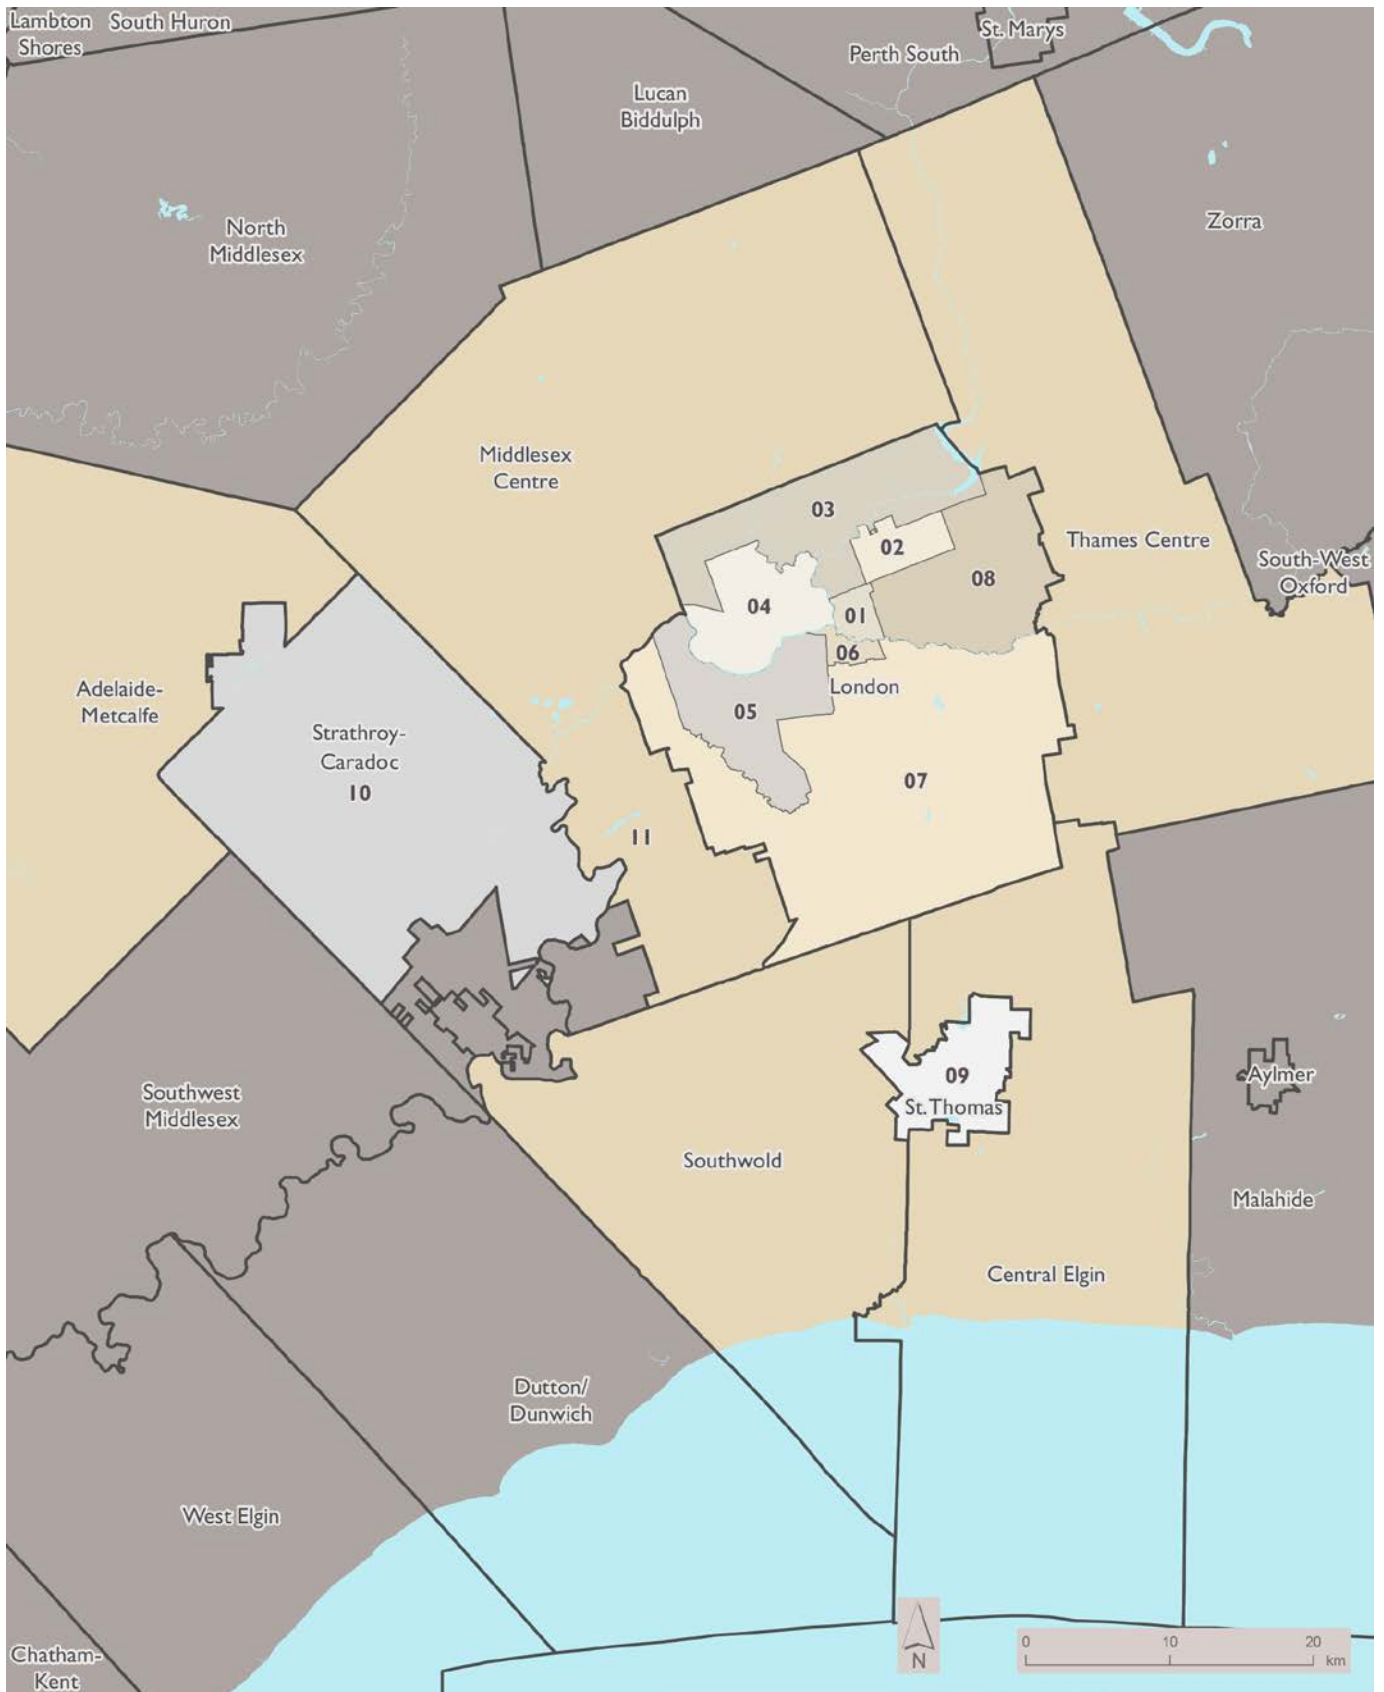 Lambton
Shores
South Huron
St. Marys
Perth South
Lucan
Biddulph
North
Middlesex
Zorra
Middlesex
Centre
03
02
Thames Centre
South-West
Oxford
08
04
01
06
London
Adelaide-
Metcalfe
05
Strathroy-
Caradoc
10
07
11
09
St. Thomas
Aylmer
Southwest
Middlesex
Southwold
Malahide
Central Elgin
Dutton/
Dunwich
West Elgin
Chatham-
Kent
N
0 10 20
km